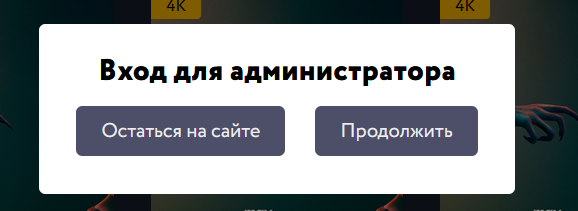 4K
4K
Вход для администратора
Остаться на сайте
Продолжить